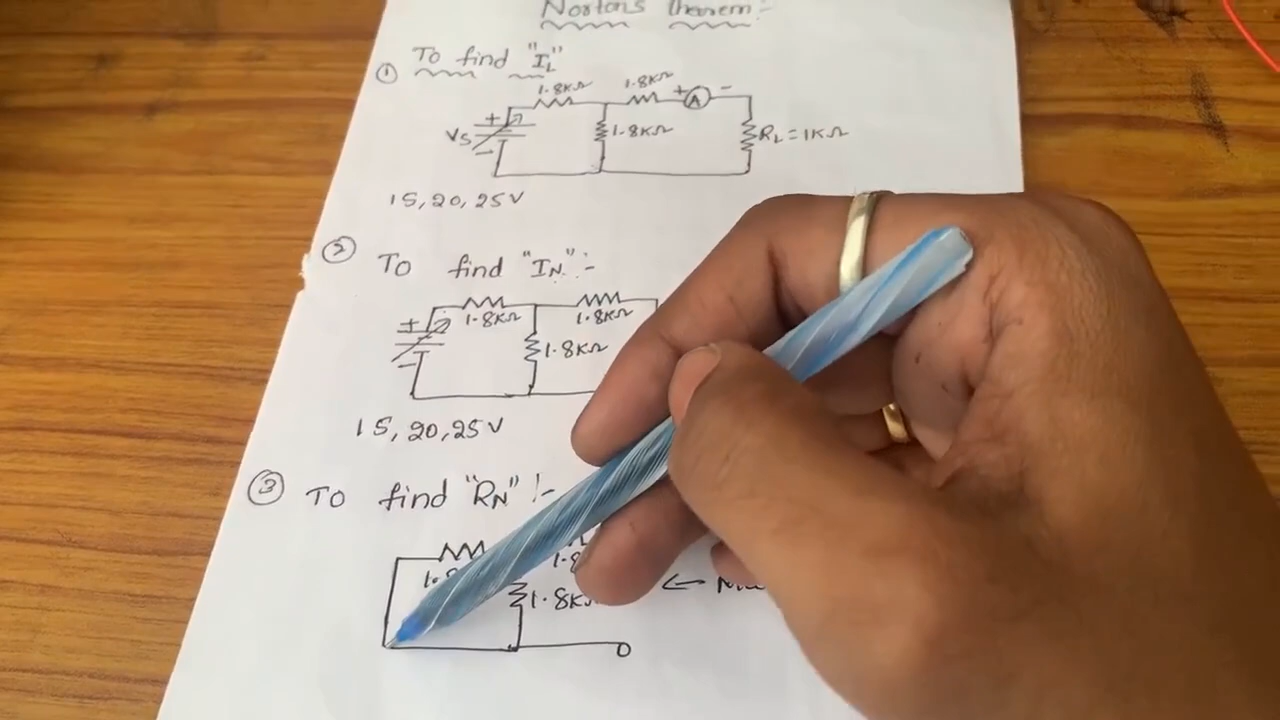 Nortons theorem:-
① To find "IL"
1.8KΩ 1.8KΩ
+ A -
+ VS -
1.8KΩ RL = 1KΩ
15, 20, 25V
② To find "IN":-
+ 1.8KΩ 1.8KΩ
- 1.8KΩ
15, 20, 25V
③ To find "RN" :-
1.8KΩ